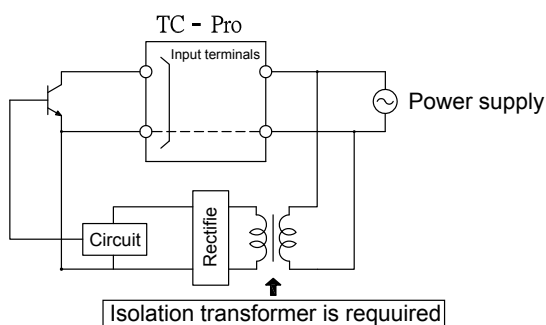 TC - Pro
Input terminals
Power supply
Circuit
Rectifie
Isolation transformer is requuired